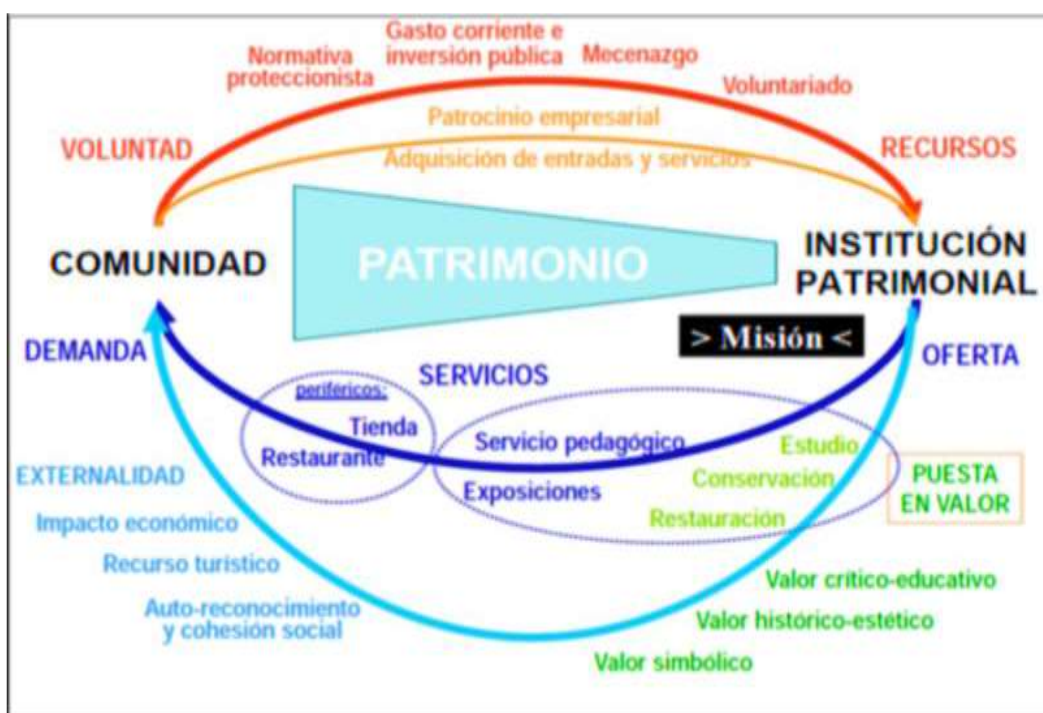 Gasto corriente e
inversión pública
Normativa
proteccionista
Mecenazgo
Voluntariado
Patrocinio empresarial
VOLUNTAD
Adquisición de entradas y servicios
RECURSOS
COMUNIDAD
PATRIMONIO
INSTITUCIÓN
PATRIMONIAL
> Misión <
DEMANDA
OFERTA
SERVICIOS
periféricos:
Tienda
Restaurante
Servicio pedagógico
Estudio
Exposiciones
Conservación
Restauración
PUESTA
EN VALOR
EXTERNALIDAD
Impacto económico
Recurso turístico
Auto-reconocimiento
y cohesión social
Valor crítico-educativo
Valor histórico-estético
Valor simbólico